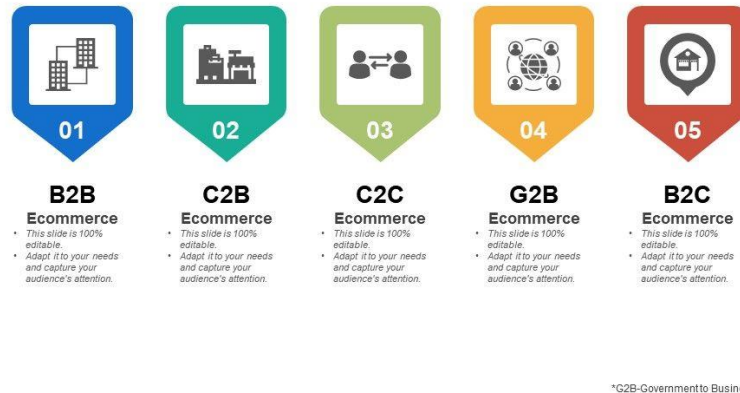 01
02
03
04
05
B2B
Ecommerce
• This slide is 100%
editable.
• Adapt it to your needs
and capture your
audience's attention.
C2B
Ecommerce
• This slide is 100%
editable.
• Adapt it to your needs
and capture your
audience's attention.
C2C
Ecommerce
• This slide is 100%
editable.
• Adapt it to your needs
and capture your
audience's attention.
G2B
Ecommerce
• This slide is 100%
editable.
• Adapt it to your needs
and capture your
audience's attention.
B2C
Ecommerce
• This slide is 100%
editable.
• Adapt it to your needs
and capture your
audience's attention.
*G2B-Government to Busin